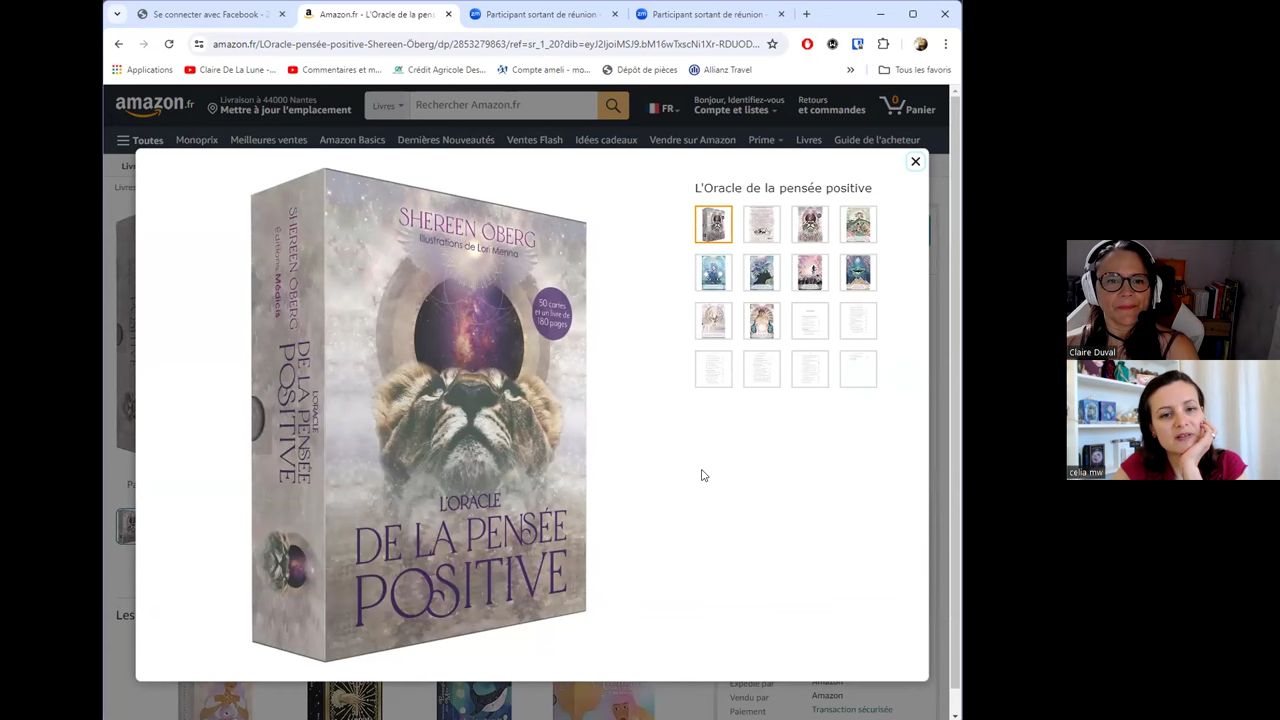 Se connecter avec Facebook - Z
Amazon.fr - L'Oracle de la pens
Participant sortant de réunion -
Participant sortant de réunion -
amazon.fr/LOracle-pensée-positive-Shereen-Öberg/dp/2853279863/ref=sr_1_20?dib=eyJ2IjoiMSJ9.bM16wTxscNi1Xr-RDUOD...
Applications
Claire De La Lune -...
Commentaires et m...
Crédit Agricole Des...
Compte ameli - mo...
Dépôt de pièces
Allianz Travel
Tous les favoris
amazon.fr
Livraison à 44000 Nantes
Mettre à jour l'emplacement
Livres
Rechercher Amazon.fr
FR
Bonjour, Identifiez-vous
Compte et listes
Retours
et commandes
0
Panier
Toutes
Monoprix
Meilleures ventes
Amazon Basics
Dernières Nouveautés
Ventes Flash
Idées cadeaux
Vendre sur Amazon
Prime
Livres
Guide de l'acheteur
L'Oracle de la pensée positive
SHEREEN ÖBERG
Illustrations de Lori Menna
50 cartes
et un livre de
180 pages
L'ORACLE
DE LA PENSÉE
POSITIVE
SHEREEN ÖBERG
Éditions Médicis
L'ORACLE
DE LA PENSÉE
POSITIVE
Les
Expédié par
Amazon
Vendu par
Amazon
Paiement
Transaction sécurisée
Claire Duval
celia mw